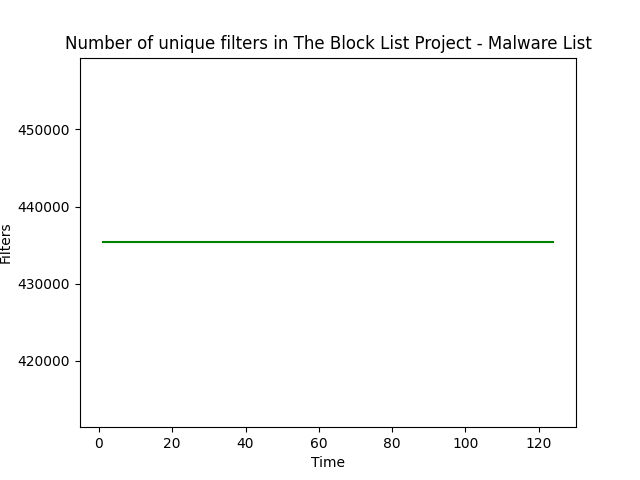 Number of unique filters in The Block List Project - Malware List
450000
440000
430000
420000
Filters
0 20 40 60 80 100 120
Time